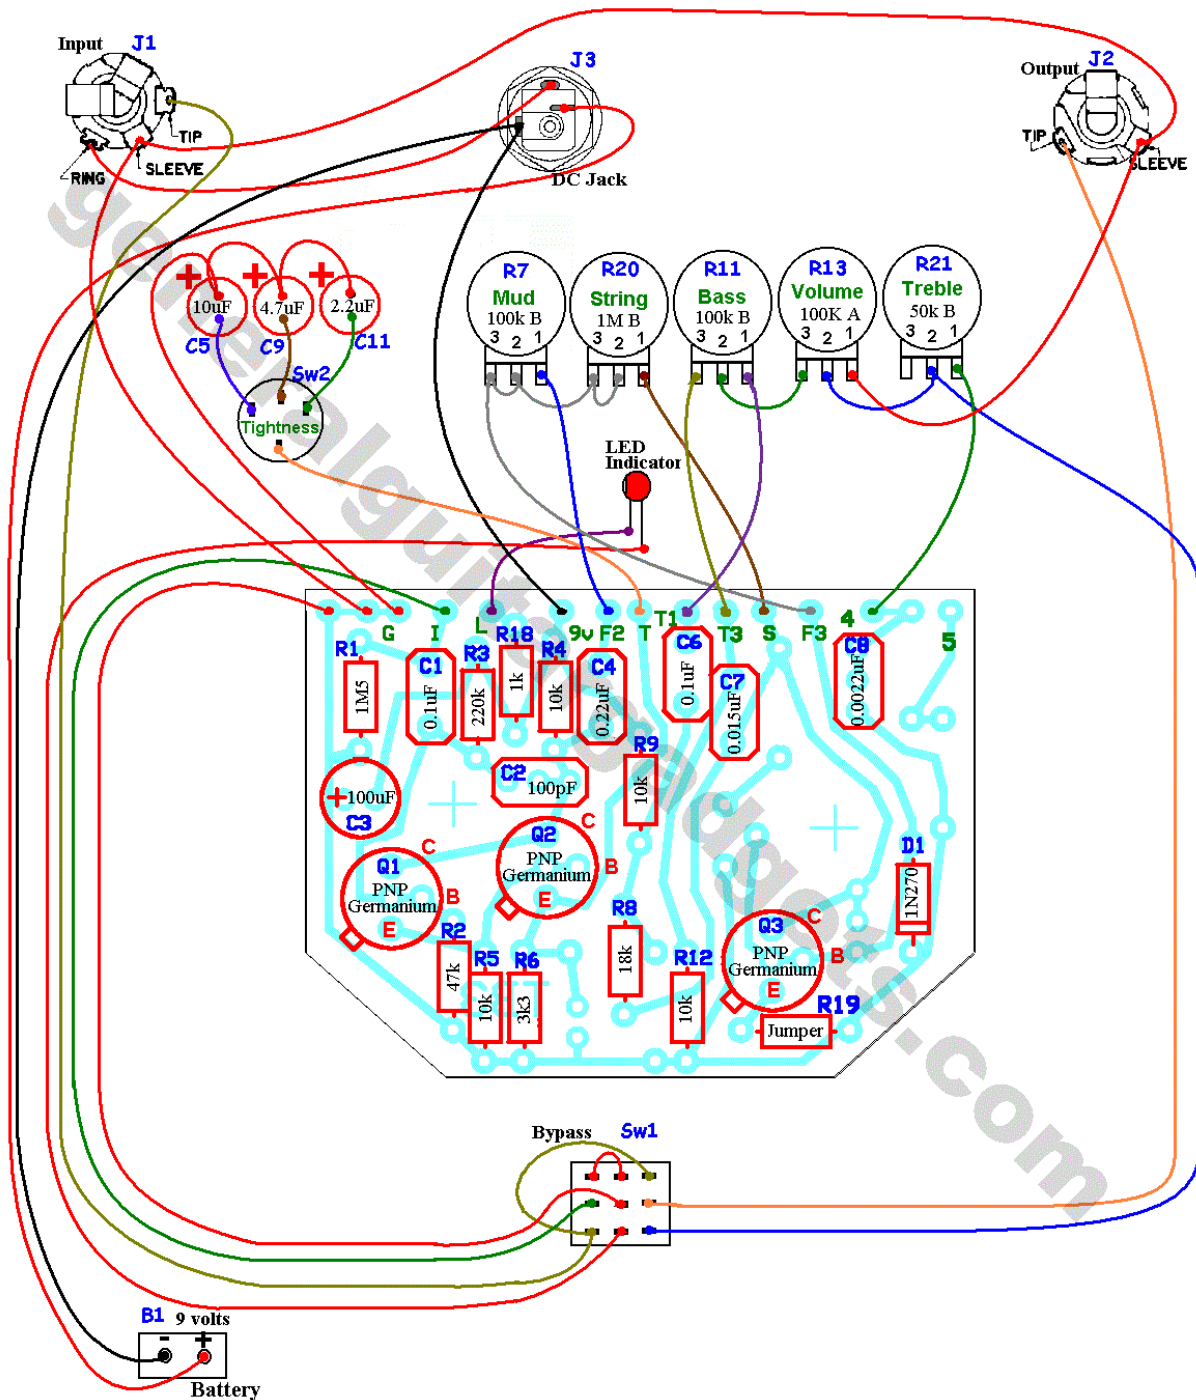 Input
J1
TIP
RING
SLEEVE
J3
DC Jack
Output
J2
TIP
SLEEVE
+
+
+
10uF
4.7uF
2.2uF
C5
C9
C11
Sw2
Tightness
R7
Mud
100k B
3 2 1
R20
String
1M B
3 2 1
R11
Bass
100k B
3 2 1
R13
Volume
100K A
3 2 1
R21
Treble
50k B
3 2 1
LED
Indicator
G
I
L
9v
F2
T
T1
T3
S
F3
4
5
R1
1M5
C1
0.1uF
R3
220k
R18
1k
R4
10k
C4
0.22uF
C6
0.1uF
C7
0.015uF
C8
0.0022uF
C2
100pF
R9
10k
+100uF
C3
Q1
PNP
Germanium
C
B
E
Q2
PNP
Germanium
C
B
E
D1
1N270
R2
47k
R5
10k
R6
3k3
R8
18k
R12
10k
Q3
PNP
Germanium
C
B
E
R19
Jumper
Bypass
Sw1
B1
9 volts
- +
Battery
generalguitargadgets.com